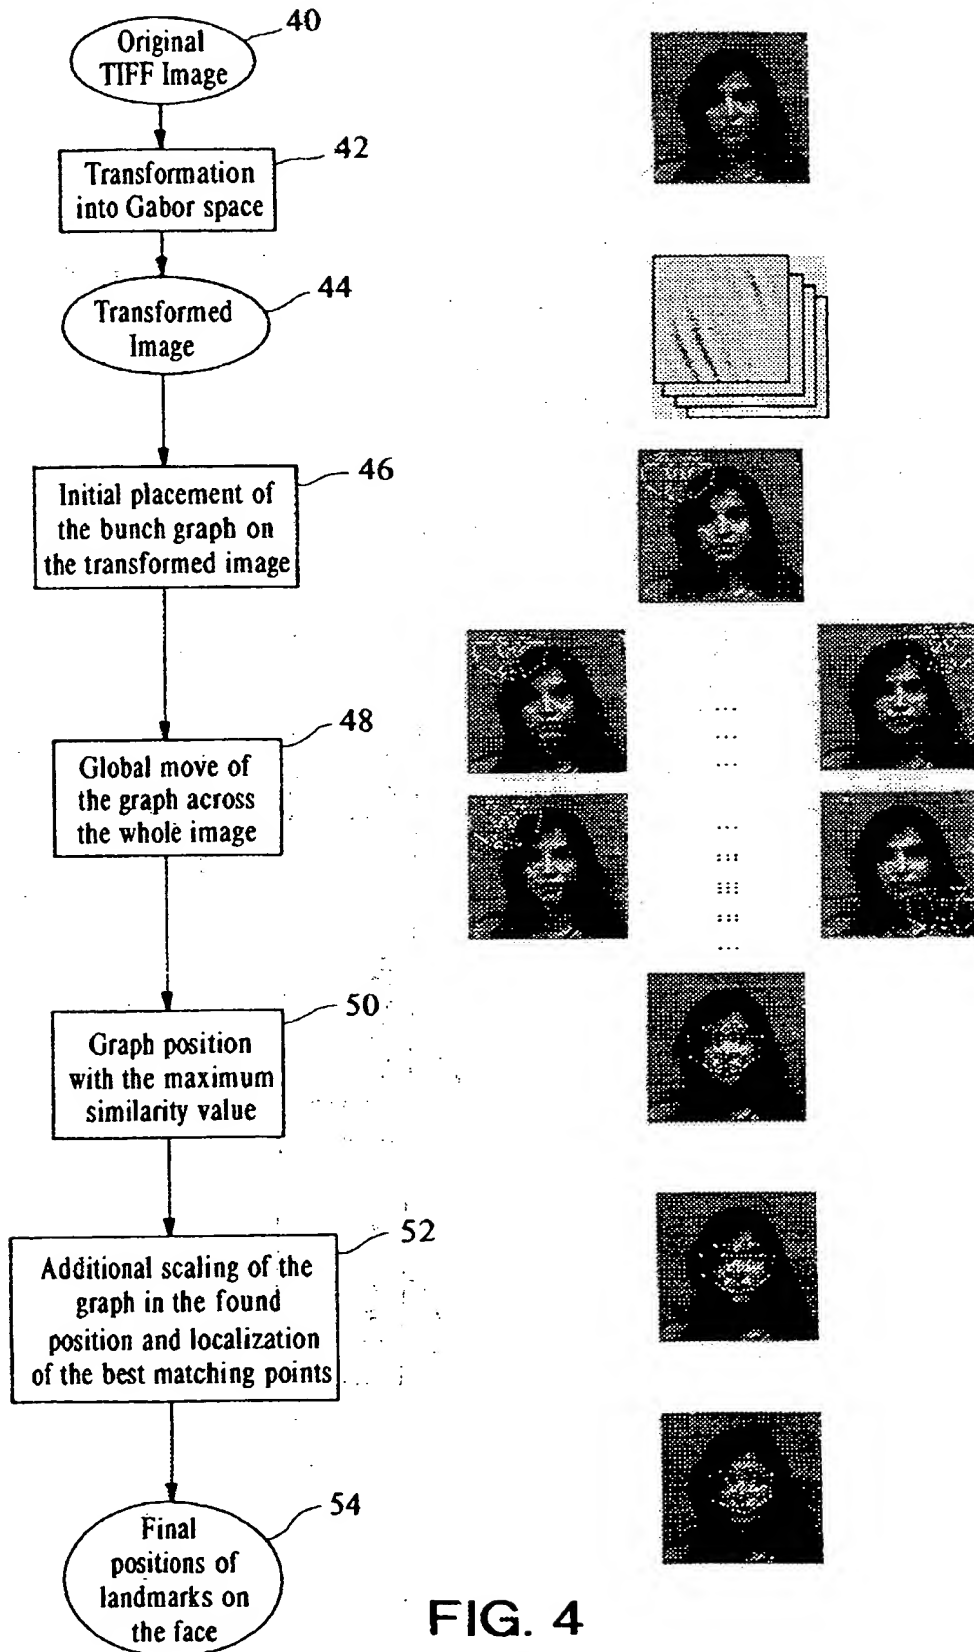 40
Original
TIFF Image
42
Transformation
into Gabor space
44
Transformed
Image
46
Initial placement of
the bunch graph on
the transformed image
48
Global move of
the graph across
the whole image
50
Graph position
with the maximum
similarity value
52
Additional scaling of the
graph in the found
position and localization
of the best matching points
54
Final
positions of
landmarks on
the face
FIG. 4